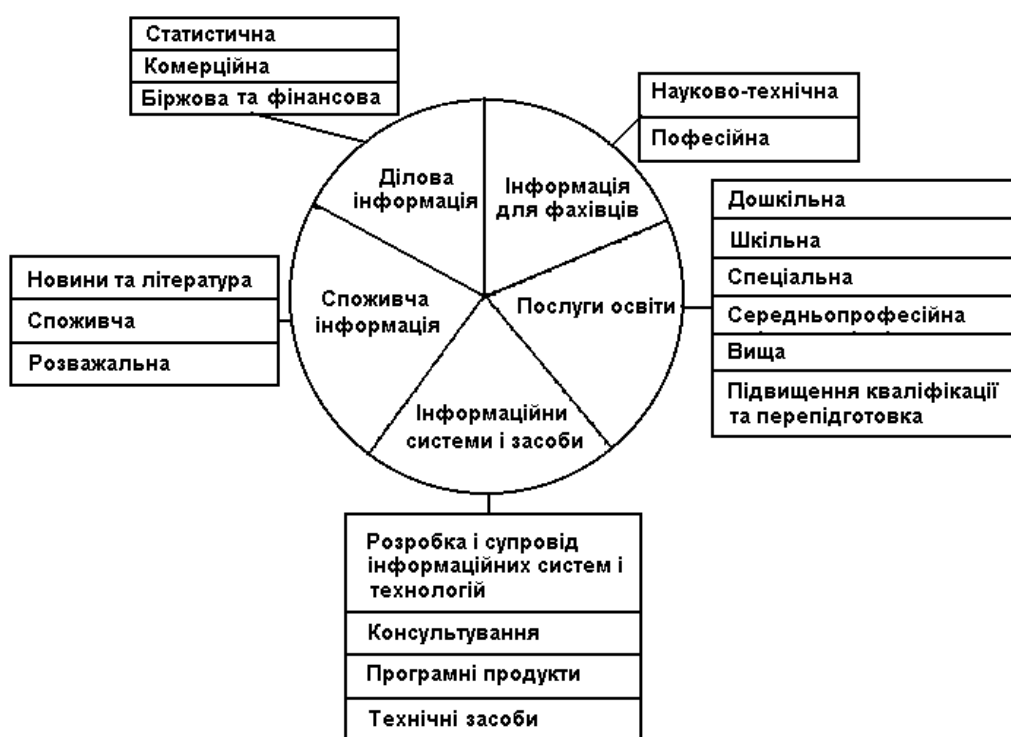 Статистична
Комерційна
Біржова та фінансова
Науково-технічна
Пофесійна
Ділова
інформація
Інформація
для фахівців
Дошкільна
Шкільна
Спеціальна
Середньопрофесійна
Вища
Підвищення кваліфікації
та перепідготовка
Новини та література
Споживча
Розважальна
Споживча
інформація
Послуги освіти
Інформаційни
системи і засоби
Розробка і супровід
інформаційних систем і
технологій
Консультування
Програмні продукти
Технічні засоби